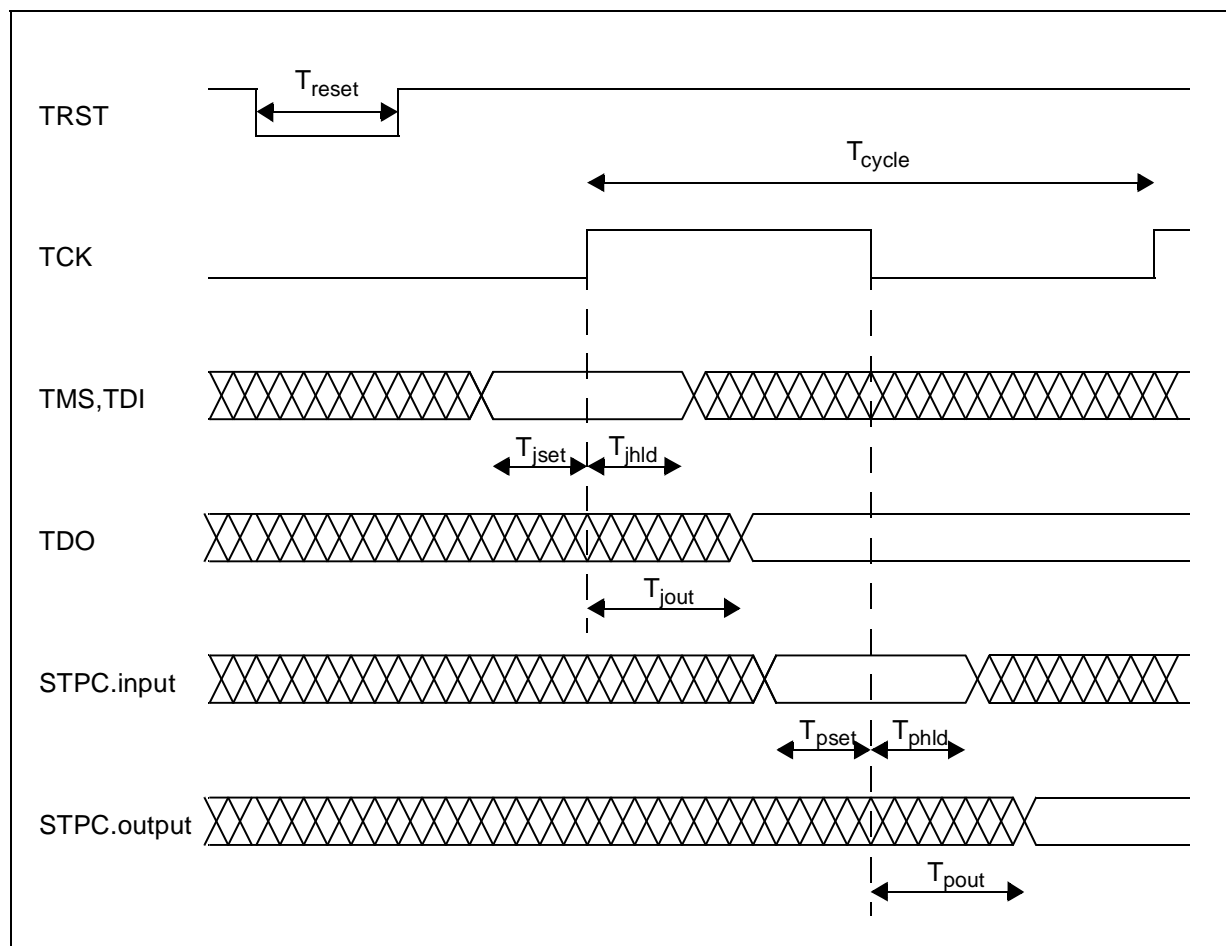 T_reset
TRST
T_cycle
TCK
TMS,TDI
T_jset T_jhld
TDO
T_jout
STPC.input
T_pset T_phld
STPC.output
T_pout